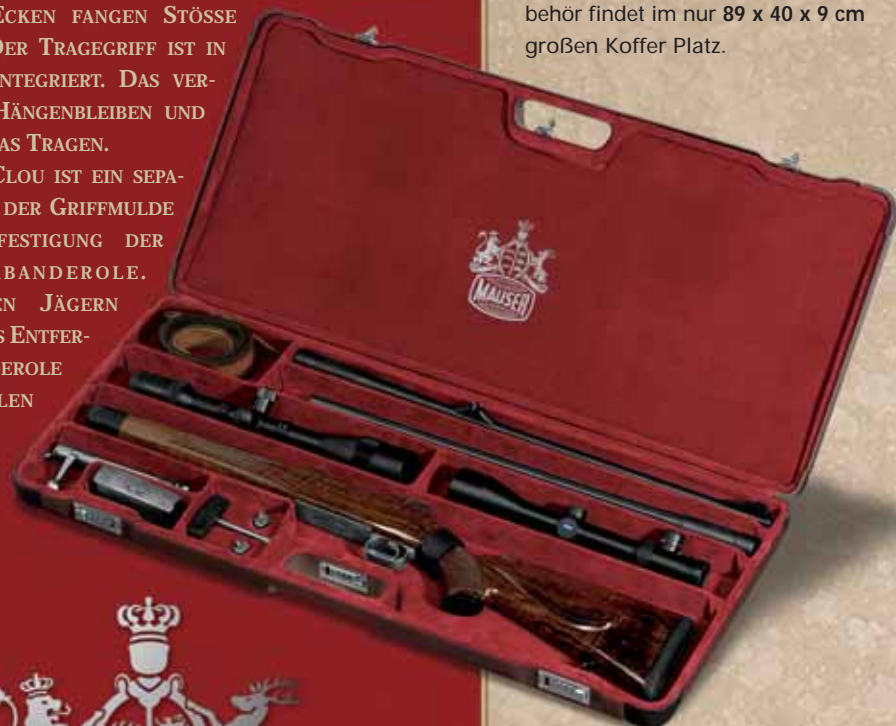 ECKEN FANGEN STÖSSE
DER TRAGEGRIFF IST IN
NTEGRIERT. DAS VER-
HÄNGENBLEIBEN UND
AS TRAGEN.
CLOU IST EIN SEPA-
DER GRIFFMULDE
FESTIGUNG DER
BANDEROLE.
EN JÄGERN
S ENTFER-
EROLE
LEN
behör findet im nur 89 x 40 x 9 cm
großen Koffer Platz.
MAUSER